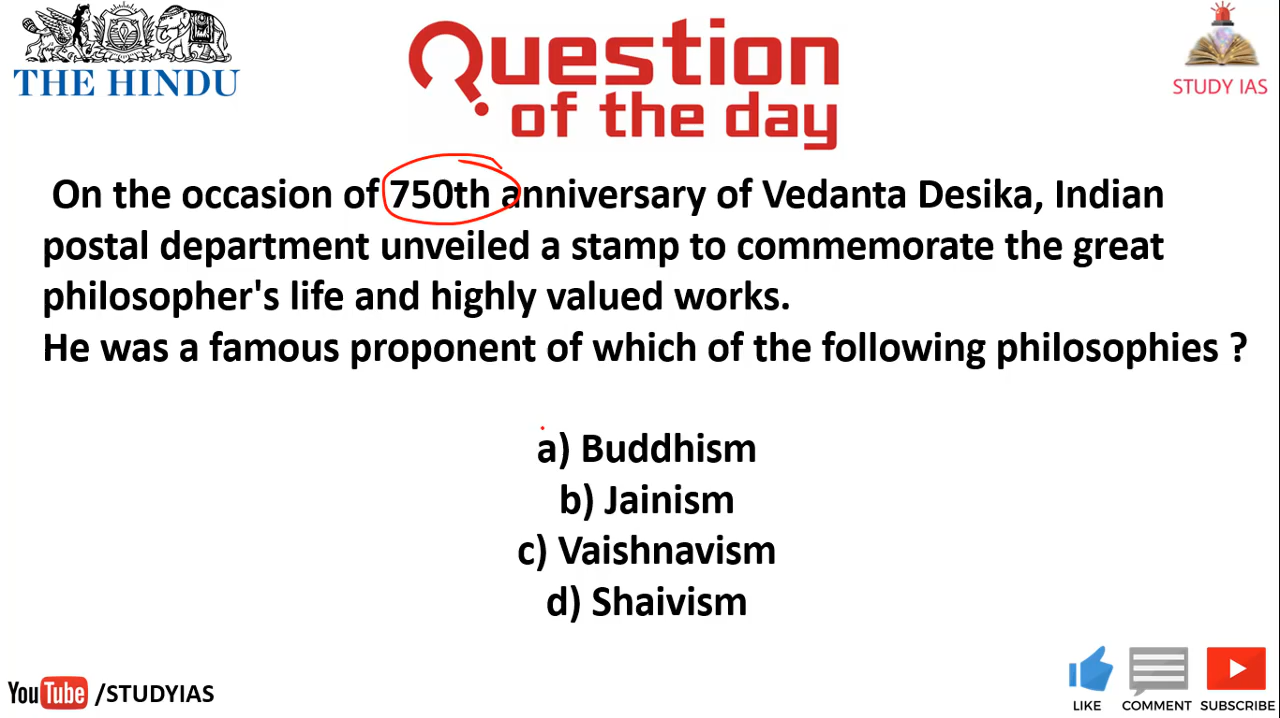 THE HINDU
Question
of the day
STUDY IAS
On the occasion of 750th anniversary of Vedanta Desika, Indian
postal department unveiled a stamp to commemorate the great
philosopher's life and highly valued works.
He was a famous proponent of which of the following philosophies ?
a) Buddhism
b) Jainism
c) Vaishnavism
d) Shaivism
YouTube /STUDYIAS
LIKE
COMMENT
SUBSCRIBE